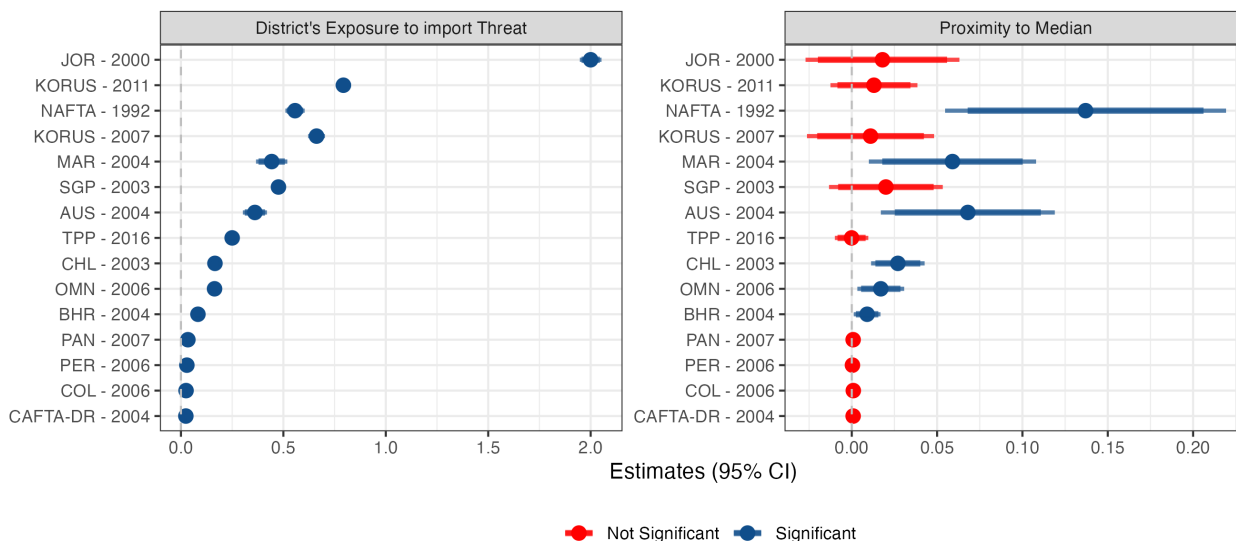 District's Exposure to import Threat
JOR - 2000
KORUS - 2011
NAFTA - 1992
KORUS - 2007
MAR - 2004
SGP - 2003
AUS - 2004
TPP - 2016
CHL - 2003
OMN - 2006
BHR - 2004
PAN - 2007
PER - 2006
COL - 2006
CAFTA-DR - 2004
0.0 0.5 1.0 1.5 2.0
Proximity to Median
JOR - 2000
KORUS - 2011
NAFTA - 1992
KORUS - 2007
MAR - 2004
SGP - 2003
AUS - 2004
TPP - 2016
CHL - 2003
OMN - 2006
BHR - 2004
PAN - 2007
PER - 2006
COL - 2006
CAFTA-DR - 2004
0.00 0.05 0.10 0.15 0.20
Estimates (95% CI)
Not Significant Significant